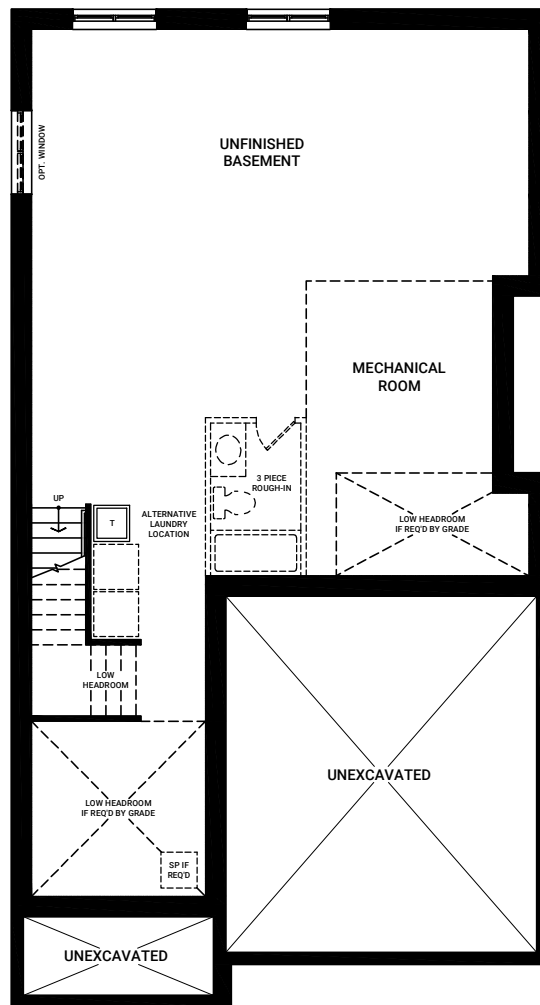 OPT. WINDOW
UNFINISHED
BASEMENT
MECHANICAL
ROOM
3 PIECE
ROUGH-IN
UP
T
ALTERNATIVE
LAUNDRY
LOCATION
LOW HEADROOM
IF REQ'D BY GRADE
LOW
HEADROOM
UNEXCAVATED
LOW HEADROOM
IF REQ'D BY GRADE
SP IF
REQ'D
UNEXCAVATED